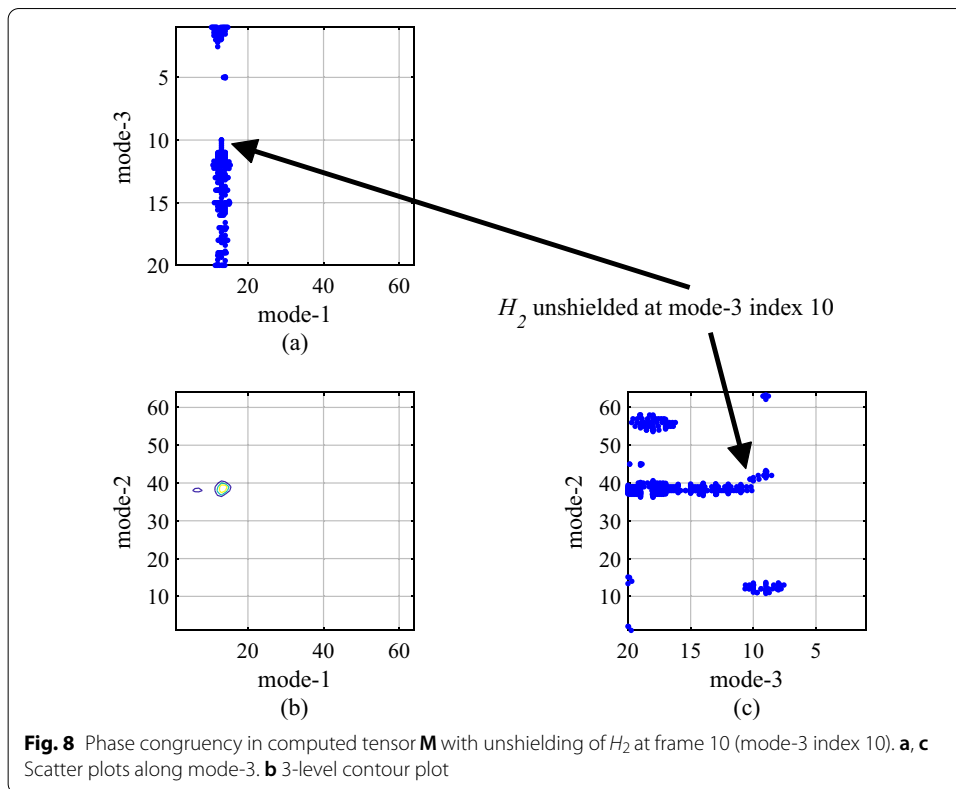 5
10
15
20
mode-3
20 40 60
mode-1
(a)
H2 unshielded at mode-3 index 10
60
50
40
30
20
10
mode-2
20 40 60
mode-1
(b)
60
50
40
30
20
10
mode-2
20 15 10 5
mode-3
(c)
Fig. 8 Phase congruency in computed tensor M with unshielding of H2 at frame 10 (mode-3 index 10). a, c
Scatter plots along mode-3. b 3-level contour plot